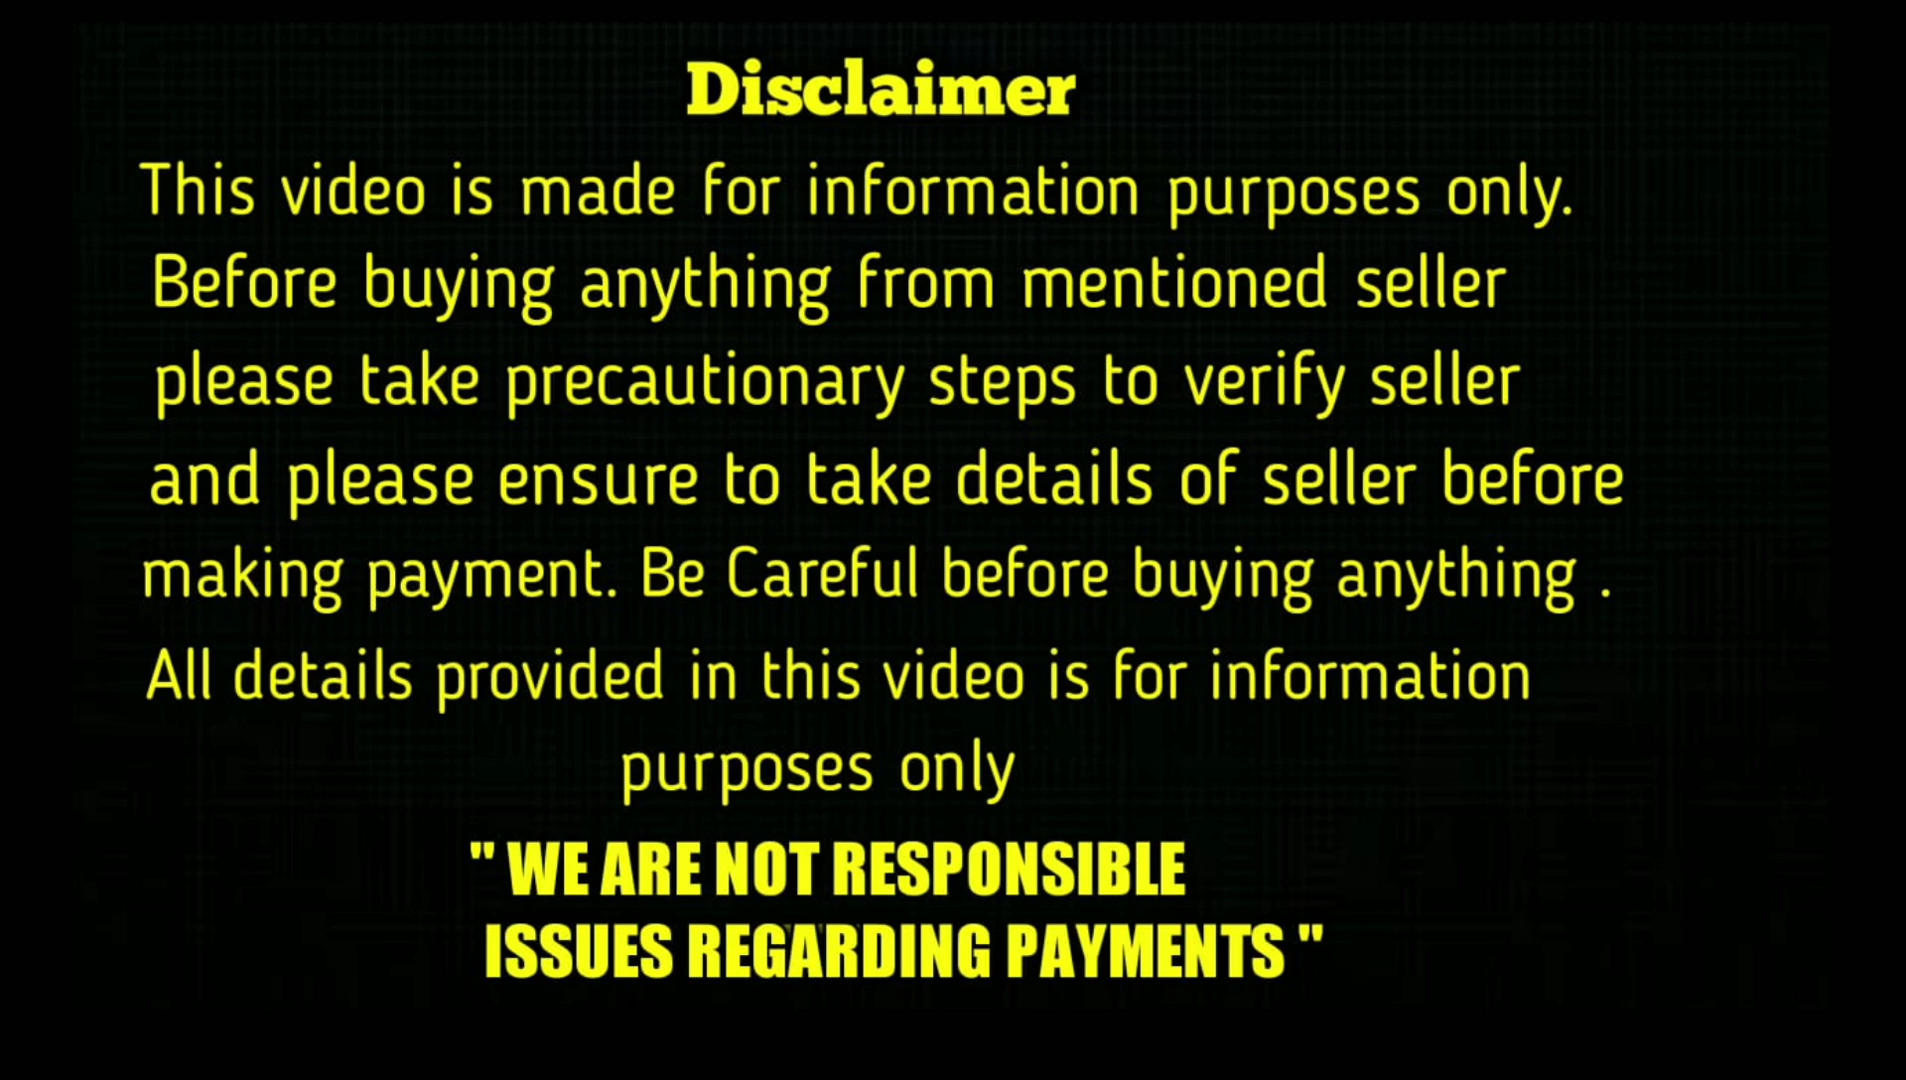 Disclaimer
This video is made for information purposes only.
Before buying anything from mentioned seller
please take precautionary steps to verify seller
and please ensure to take details of seller before
making payment. Be Careful before buying anything .
All details provided in this video is for information
purposes only
" WE ARE NOT RESPONSIBLE
ISSUES REGARDING PAYMENTS "